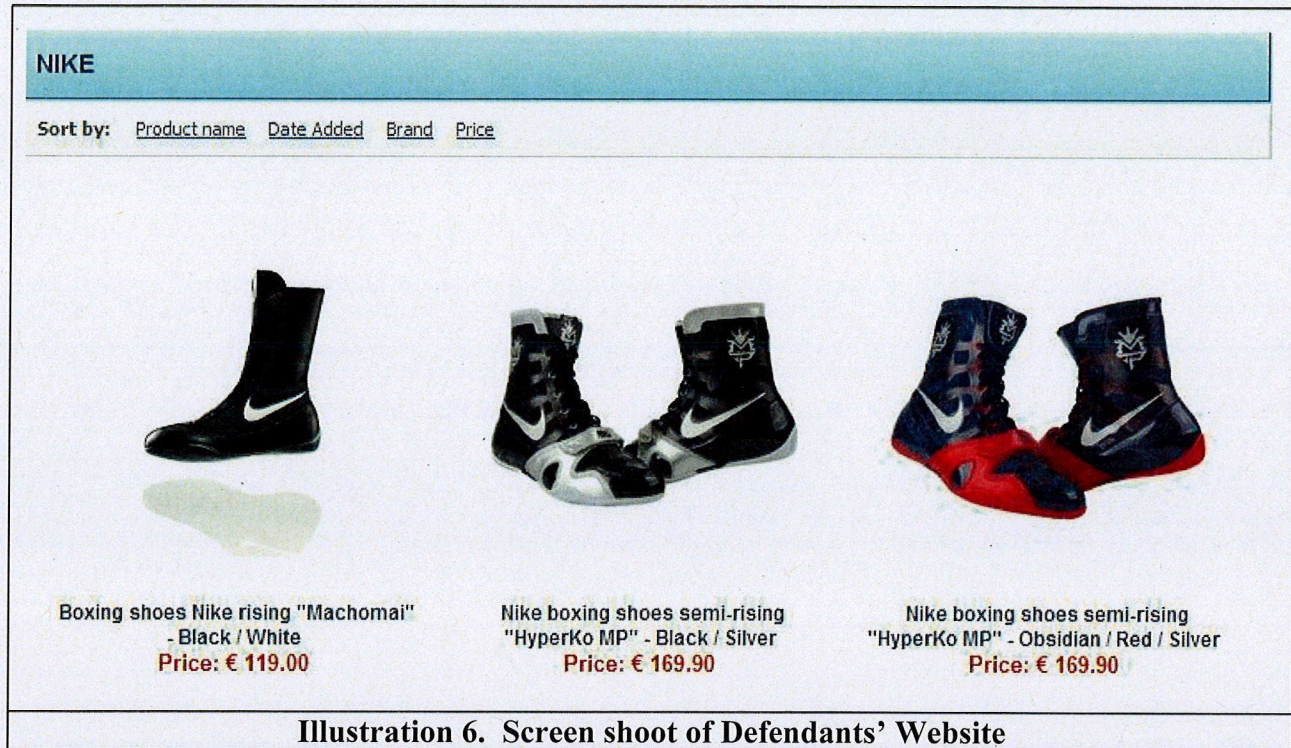 NIKE
Sort by: Product name Date Added Brand Price
Boxing shoes Nike rising "Machomai"
- Black / White
Price: € 119.00
Nike boxing shoes semi-rising
"HyperKo MP" - Black / Silver
Price: € 169.90
Nike boxing shoes semi-rising
"HyperKo MP" - Obsidian / Red / Silver
Price: € 169.90
Illustration 6. Screen shoot of Defendants' Website